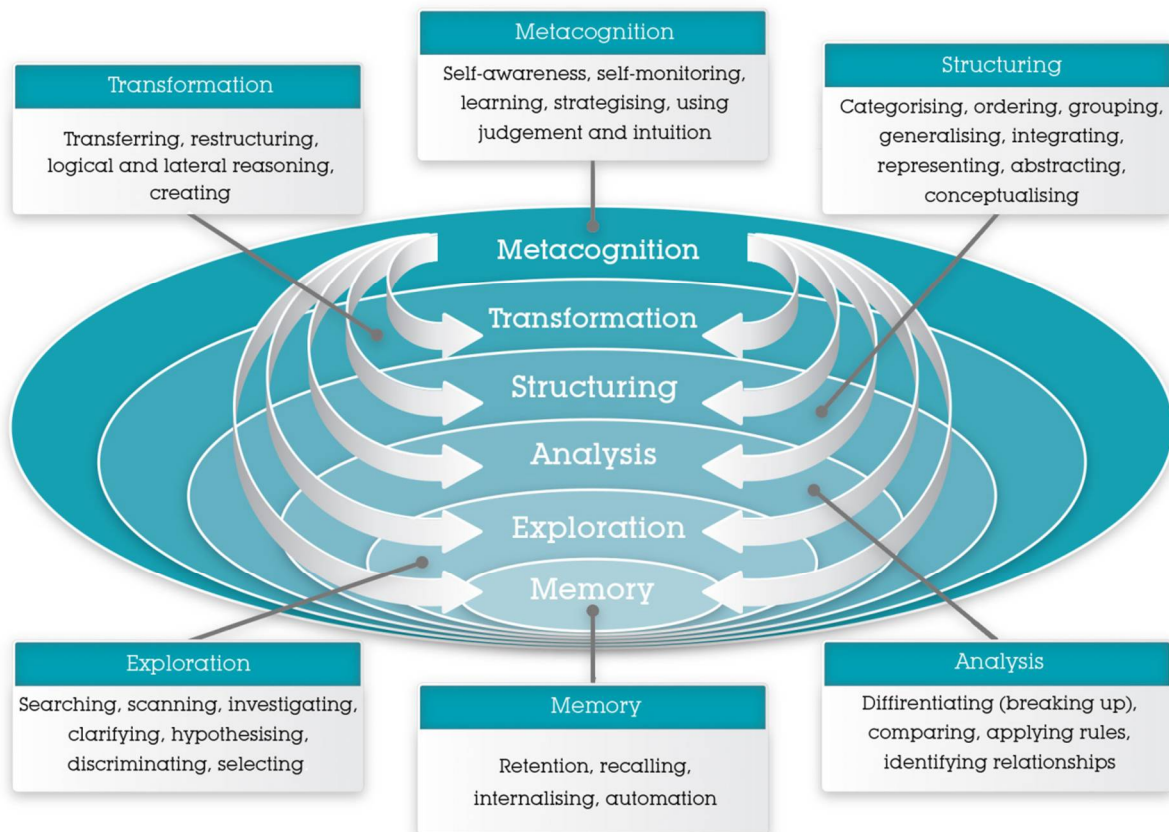 Metacognition
Self-awareness, self-monitoring,
learning, strategising, using
judgement and intuition
Transformation
Transferring, restructuring,
logical and lateral reasoning,
creating
Structuring
Categorising, ordering, grouping,
generalising, integrating,
representing, abstracting,
conceptualising
Metacognition
Transformation
Structuring
Analysis
Exploration
Memory
Exploration
Searching, scanning, investigating,
clarifying, hypothesising,
discriminating, selecting
Memory
Retention, recalling,
internalising, automation
Analysis
Diffirentiating (breaking up),
comparing, applying rules,
identifying relationships